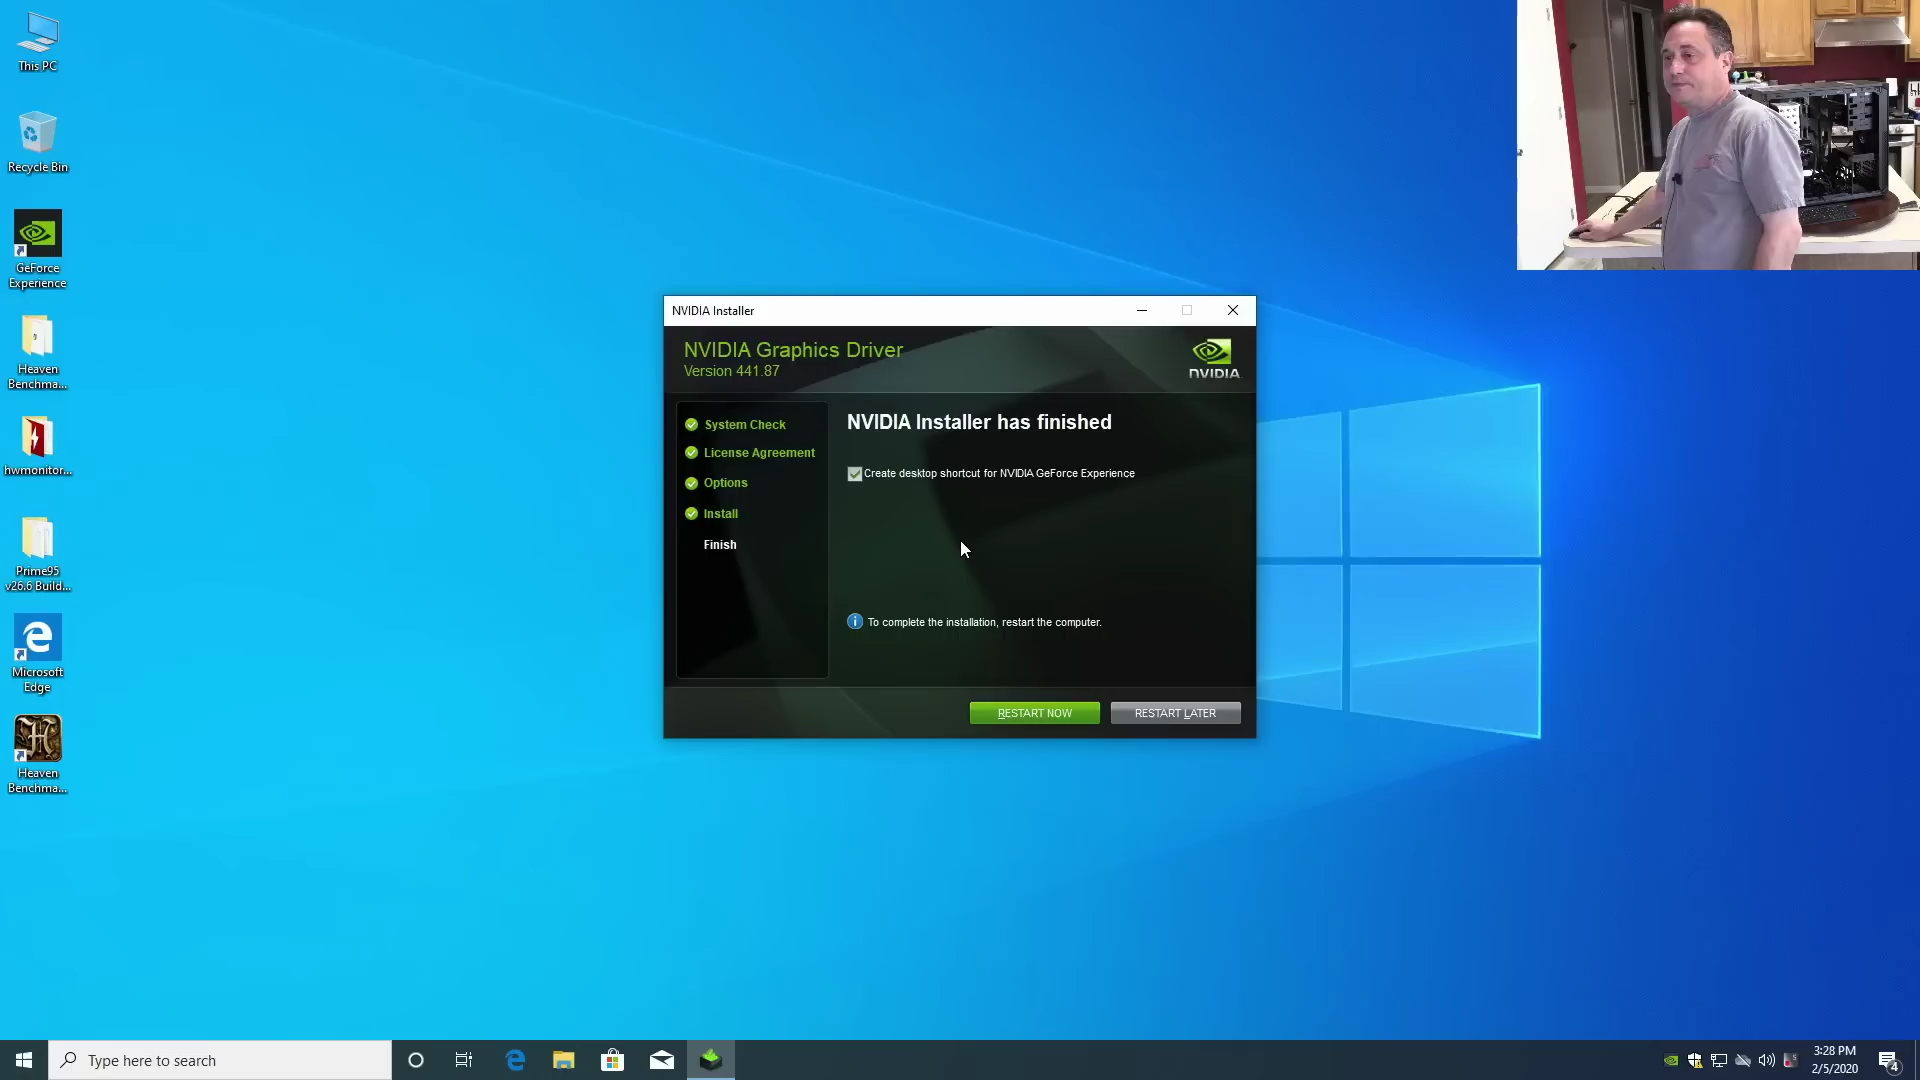 This PC
Recycle Bin
GeForce
Experience
Heaven
Benchma...
hwmonitor...
Prime95
v26.6 Build...
Microsoft
Edge
Heaven
Benchma...
NVIDIA Installer
NVIDIA Graphics Driver
Version 441.87
NVIDIA
System Check
License Agreement
Options
Install
Finish
NVIDIA Installer has finished
Create desktop shortcut for NVIDIA GeForce Experience
To complete the installation, restart the computer.
RESTART NOW
RESTART LATER
Type here to search
3:28 PM
2/5/2020
4